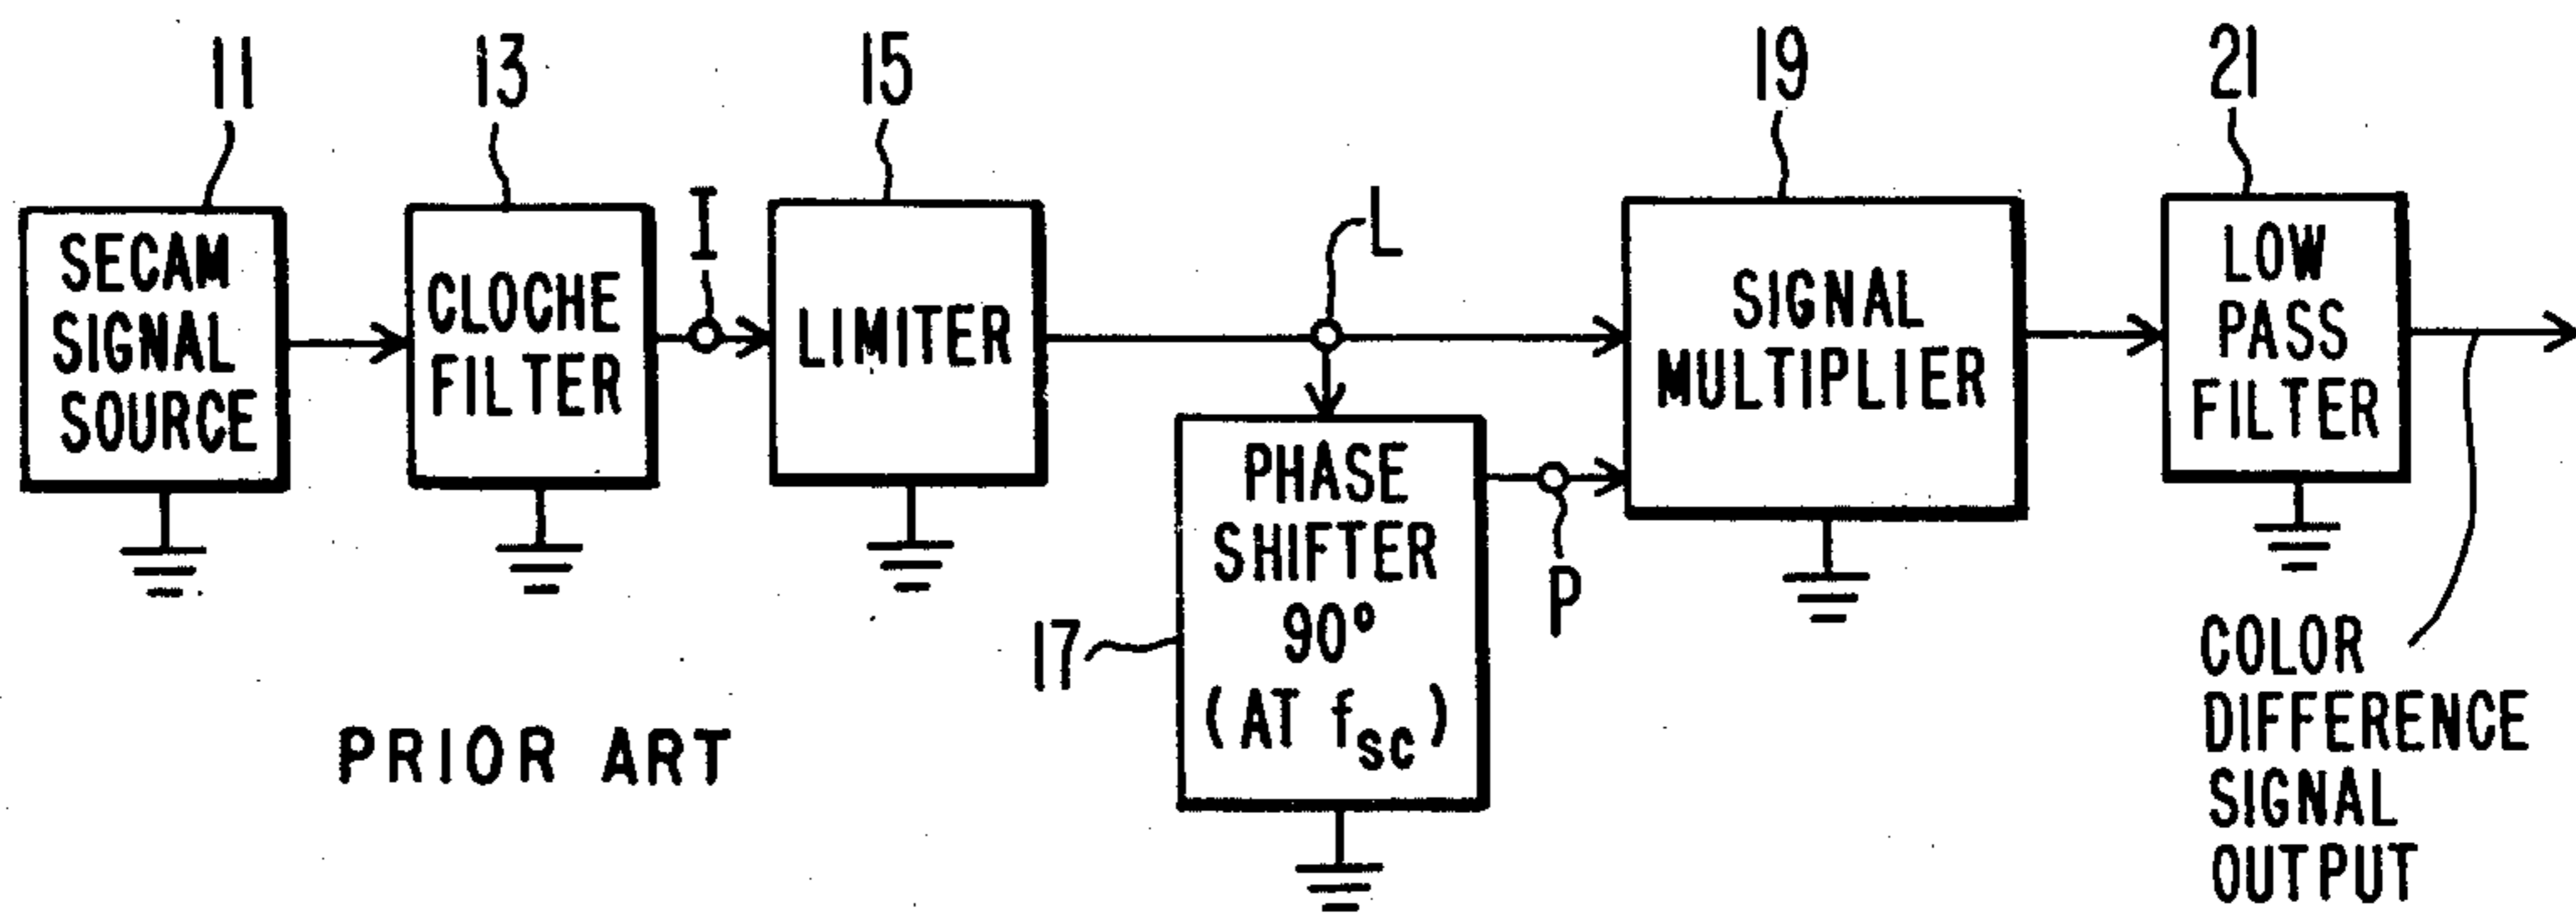 11
13
15
19
21
I
L
SECAM
SIGNAL
SOURCE
CLOCHE
FILTER
LIMITER
SIGNAL
MULTIPLIER
LOW
PASS
FILTER
17
PHASE
SHIFTER
90°
(AT fsc)
P
COLOR
DIFFERENCE
SIGNAL
OUTPUT
PRIOR ART